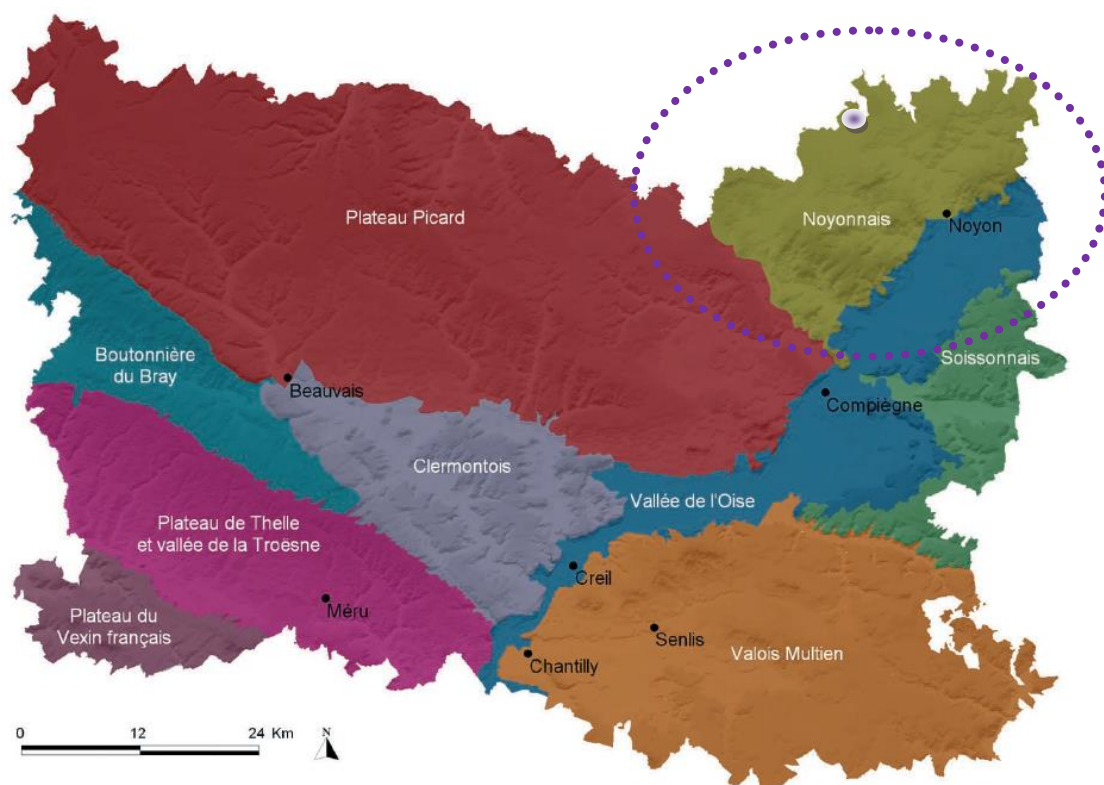 Plateau Picard
Noyonnais
Noyon
Boutonnière
du Bray
Beauvais
Soissonnais
Compiègne
Clermontois
Vallée de l'Oise
Plateau de Thelle
et vallée de la Troësne
Creil
Méru
Plateau du
Vexin français
Senlis
Chantilly
Valois Multien
0 12 24 Km
N